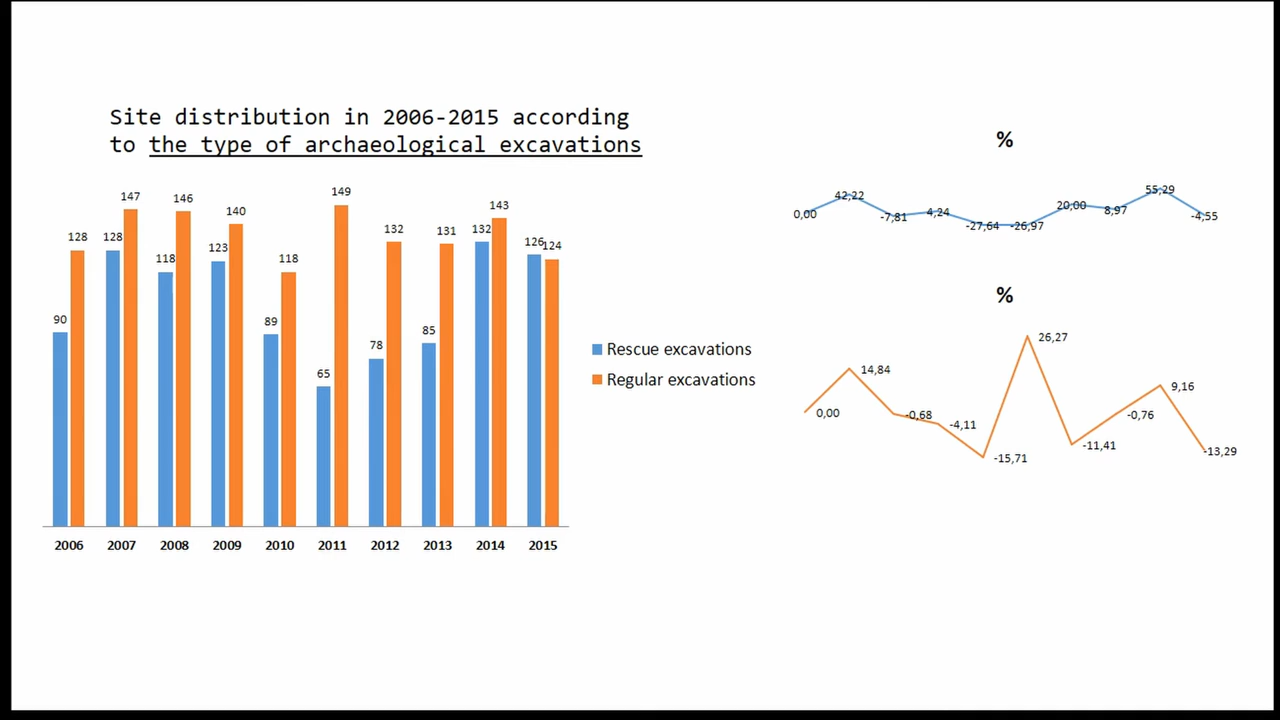 Site distribution in 2006-2015 according
to the type of archaeological excavations
90 128
128 147
118 146
123 140
89 118
65 149
78 132
85 131
132 143
126 124
2006 2007 2008 2009 2010 2011 2012 2013 2014 2015
Rescue excavations
Regular excavations
%
0,00 42,22 -7,81 4,24 -27,64 -26,97 20,00 8,97 55,29 -4,55
%
0,00 14,84 -0,68 -4,11 -15,71 26,27 -11,41 -0,76 9,16 -13,29